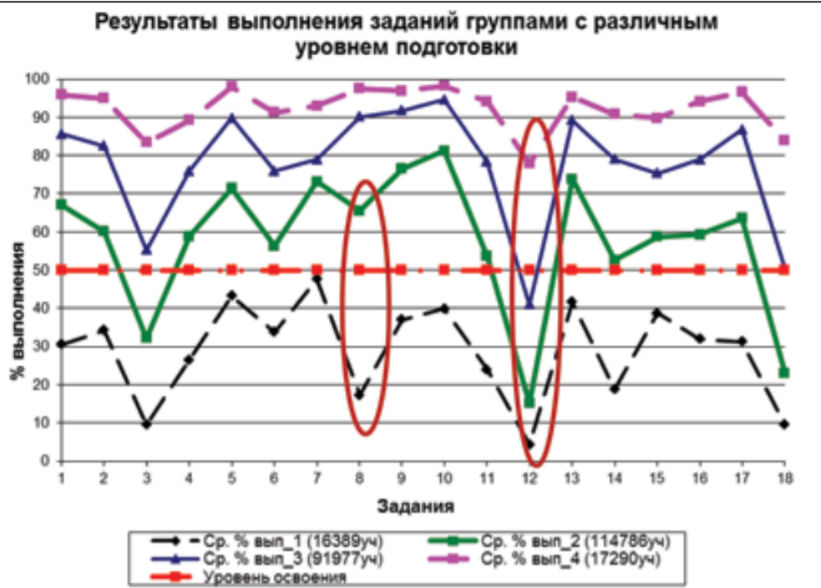 Результаты выполнения заданий группами с различным
уровнем подготовки
% выполнения
100
90
80
70
60
50
40
30
20
10
0
1 2 3 4 5 6 7 8 9 10 11 12 13 14 15 16 17 18
Задания
Ср. % вып_1 (16389уч) Ср. % вып_2 (114786уч)
Ср. % вып_3 (91977уч) Ср. % вып_4 (17290уч)
Уровень освоения